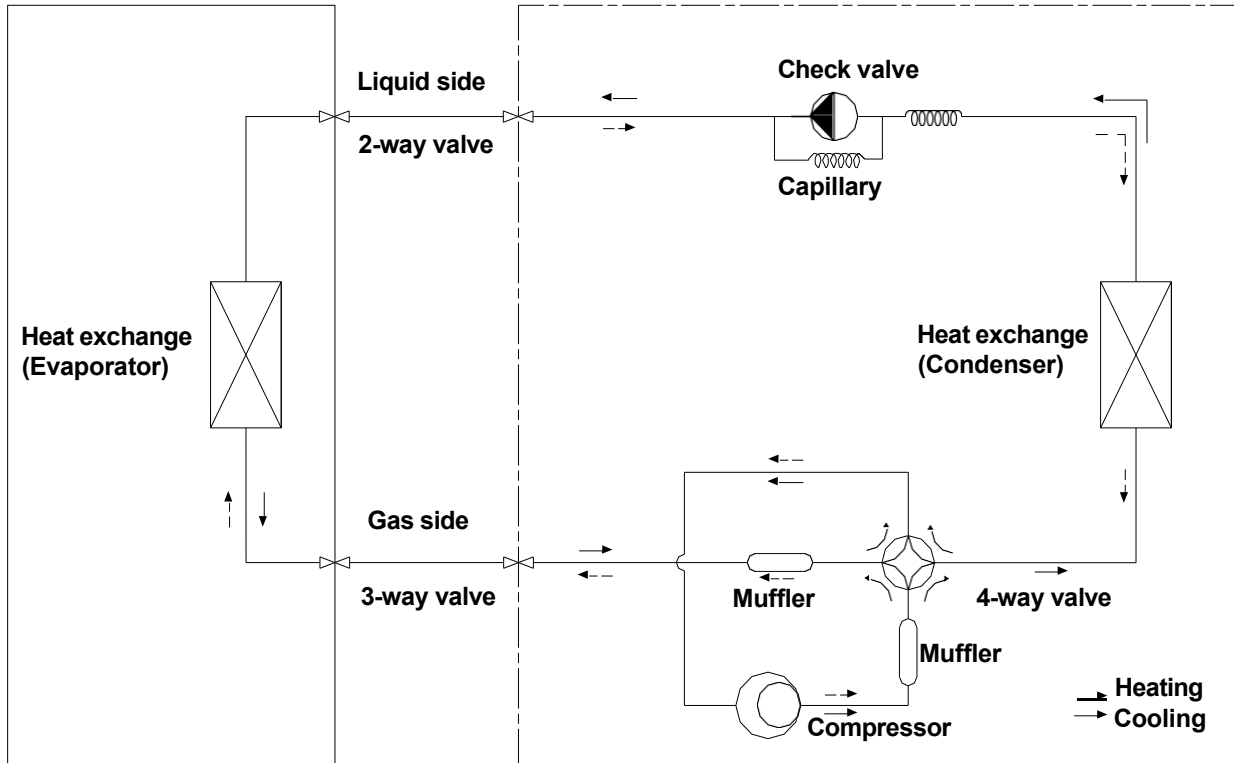 Liquid side
2-way valve
Check valve
Capillary
Heat exchange
(Evaporator)
Heat exchange
(Condenser)
Gas side
3-way valve
Muffler
4-way valve
Muffler
Compressor
Heating
Cooling